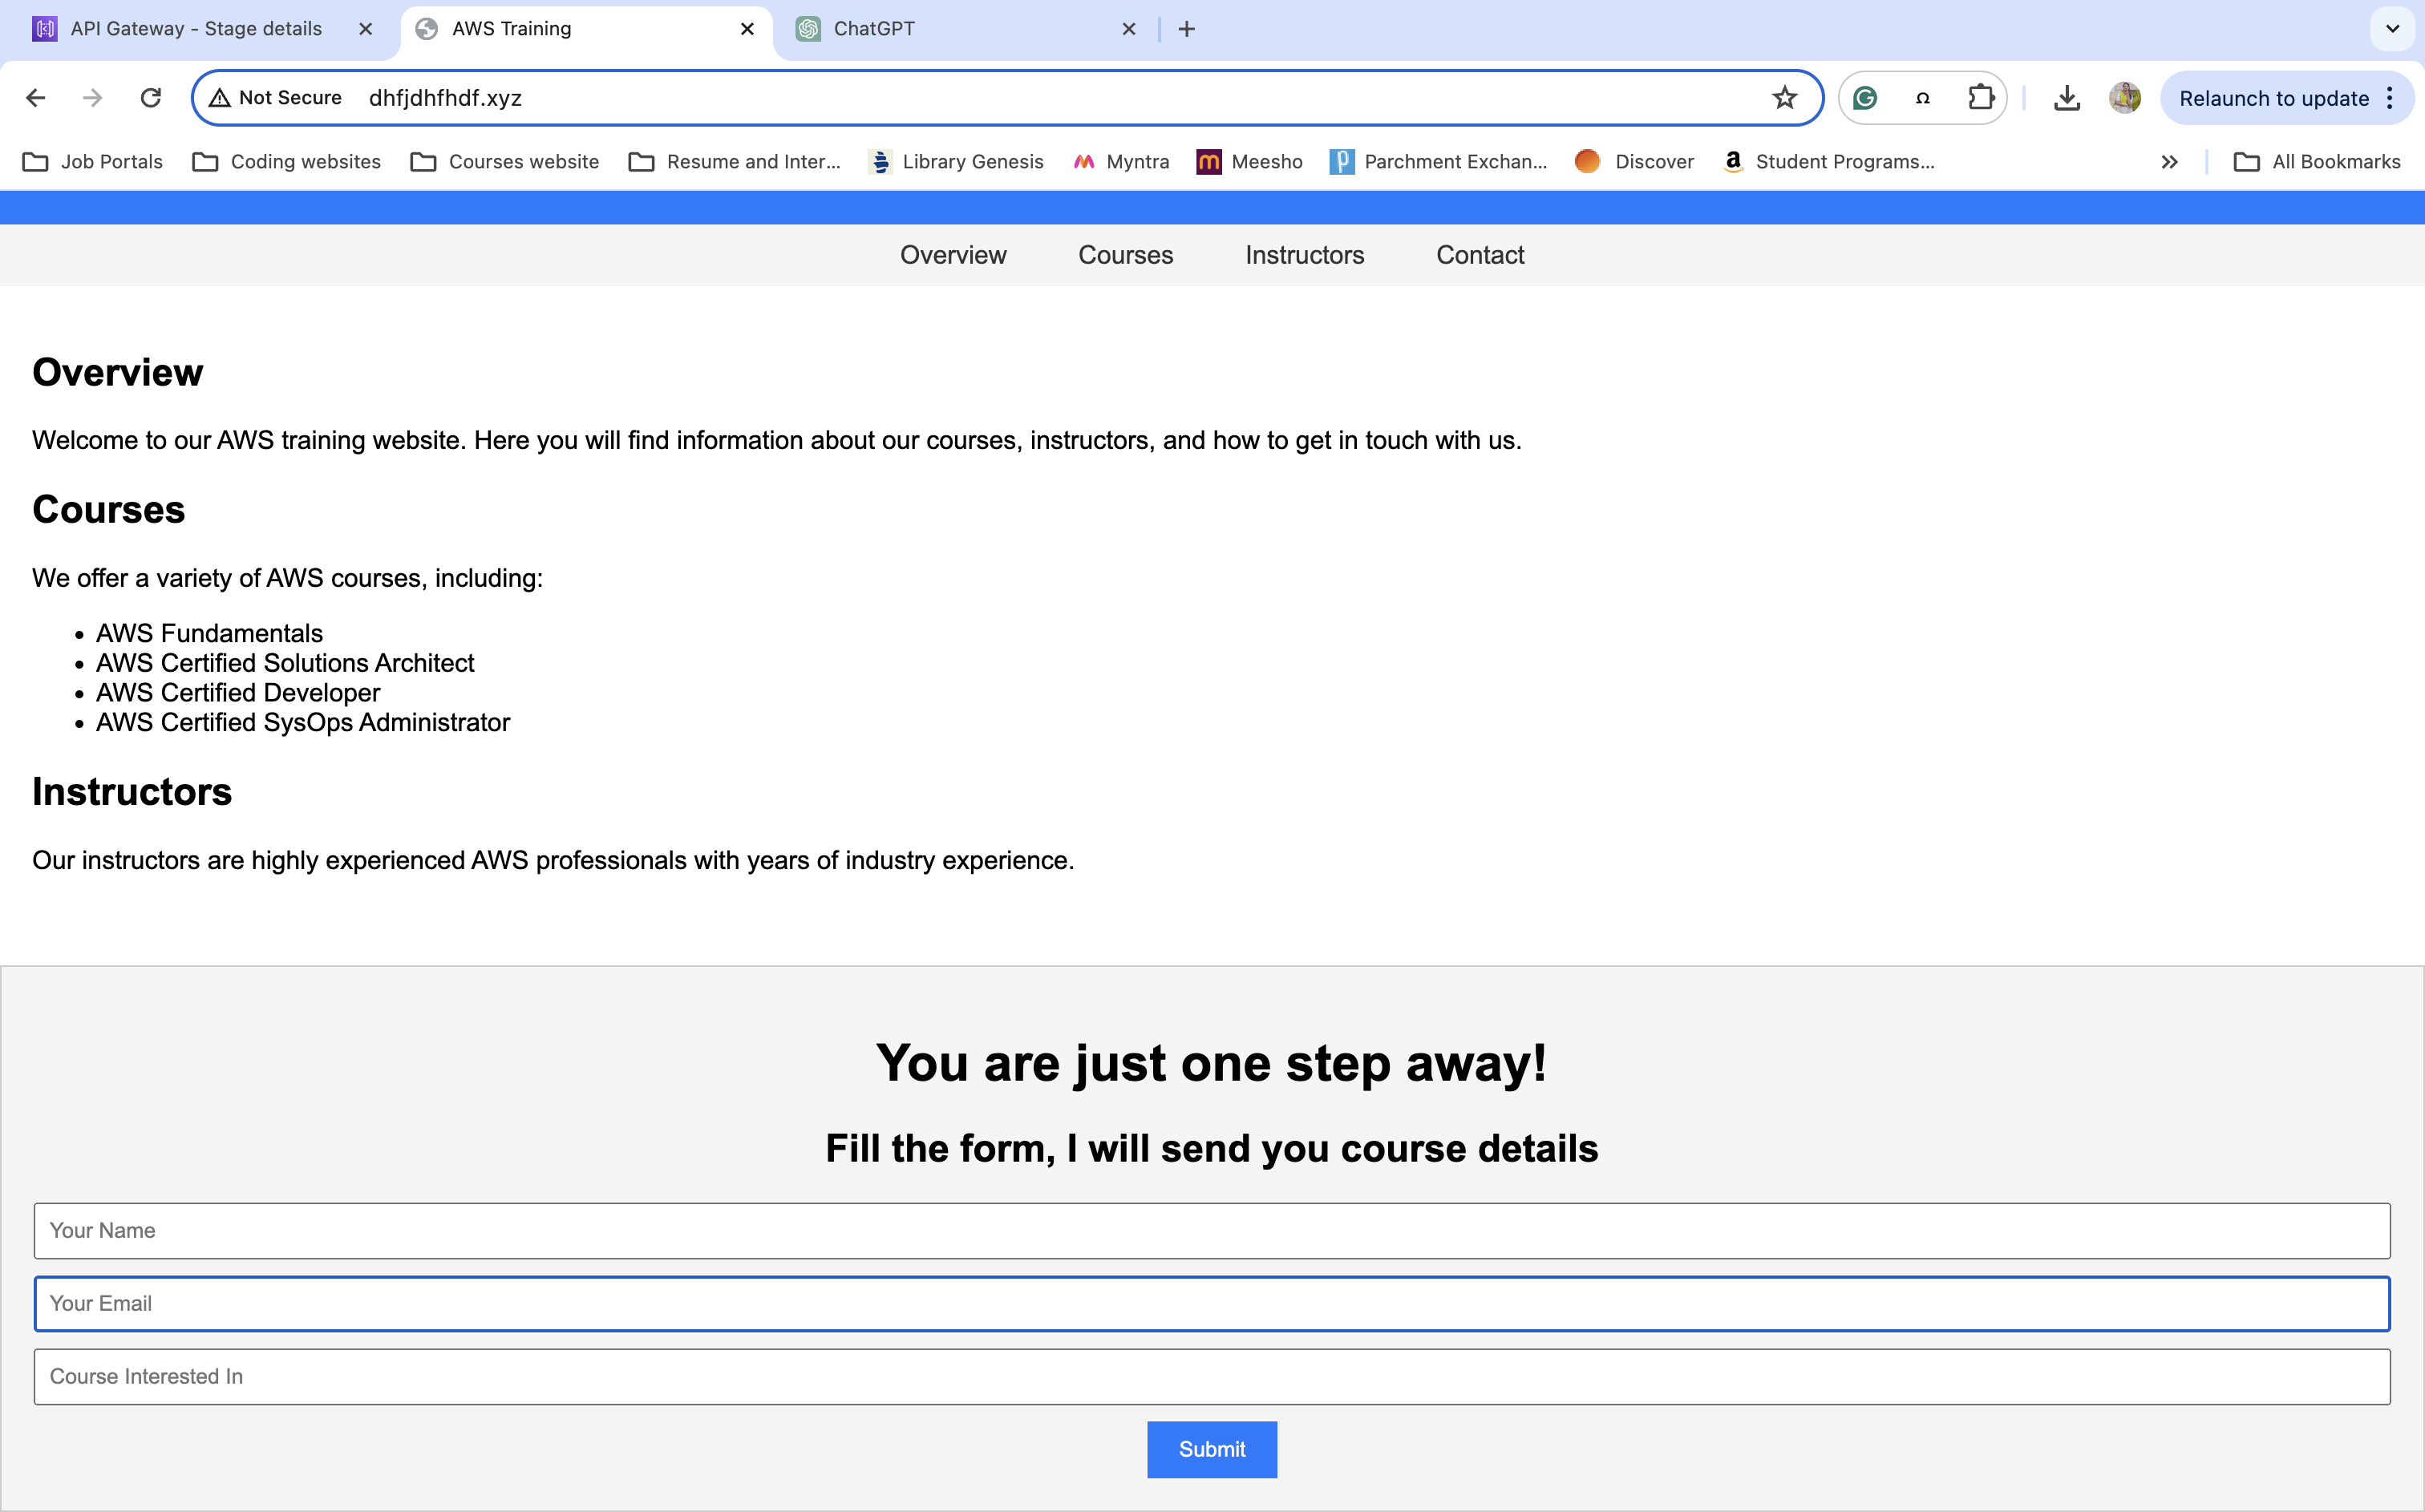 API Gateway - Stage details
AWS Training
ChatGPT
Not Secure dhfjdhfhdf.xyz
Relaunch to update
Job Portals
Coding websites
Courses website
Resume and Inter...
Library Genesis
Myntra
Meesho
Parchment Exchan...
Discover
Student Programs...
All Bookmarks
Overview
Courses
Instructors
Contact
Overview
Welcome to our AWS training website. Here you will find information about our courses, instructors, and how to get in touch with us.
Courses
We offer a variety of AWS courses, including:
• AWS Fundamentals
• AWS Certified Solutions Architect
• AWS Certified Developer
• AWS Certified SysOps Administrator
Instructors
Our instructors are highly experienced AWS professionals with years of industry experience.
You are just one step away!
Fill the form, I will send you course details
Your Name
Your Email
Course Interested In
Submit